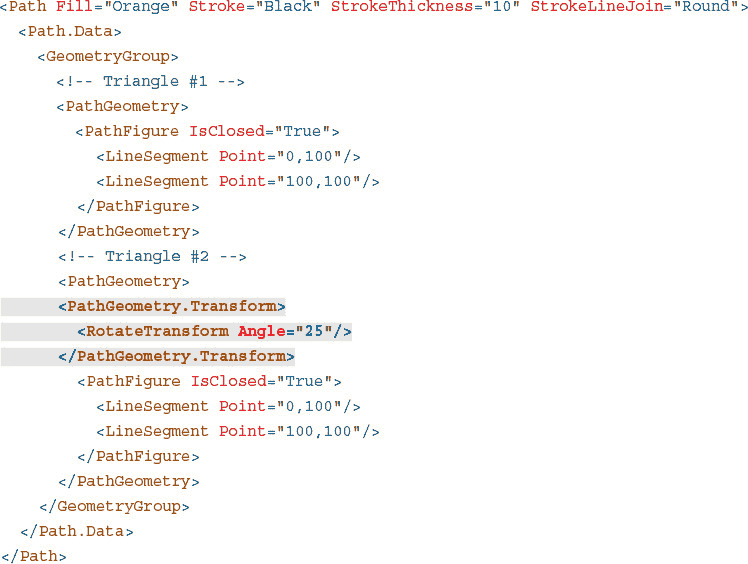 <Path Fill="Orange" Stroke="Black" StrokeThickness="10" StrokeLineJoin="Round">
<Path.Data>
<GeometryGroup>
<!-- Triangle #1 -->
<PathGeometry>
<PathFigure IsClosed="True">
<LineSegment Point="0,100"/>
<LineSegment Point="100,100"/>
</PathFigure>
</PathGeometry>
<!-- Triangle #2 -->
<PathGeometry>
<PathGeometry.Transform>
<RotateTransform Angle="25"/>
</PathGeometry.Transform>
<PathFigure IsClosed="True">
<LineSegment Point="0,100"/>
<LineSegment Point="100,100"/>
</PathFigure>
</PathGeometry>
</GeometryGroup>
</Path.Data>
</Path>